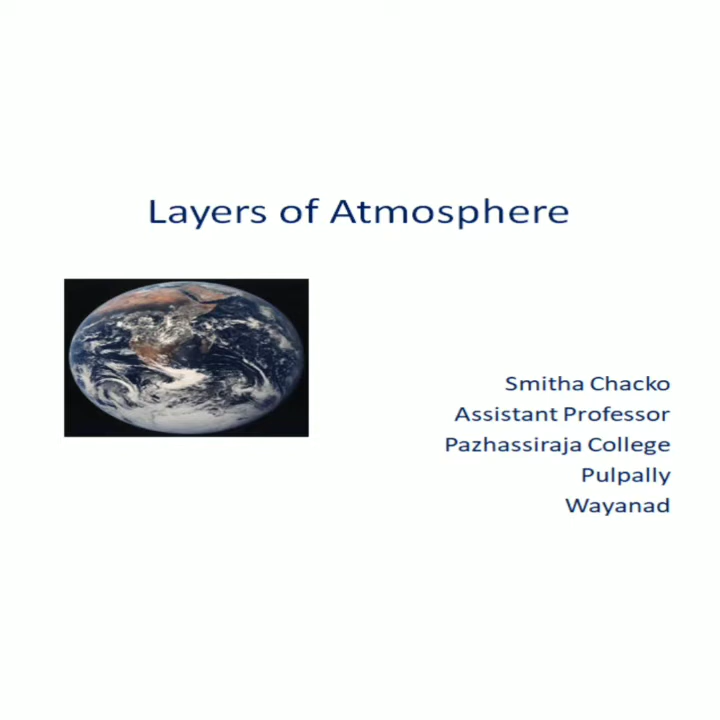 Layers of Atmosphere
Smitha Chacko
Assistant Professor
Pazhassiraja College
Pulpally
Wayanad